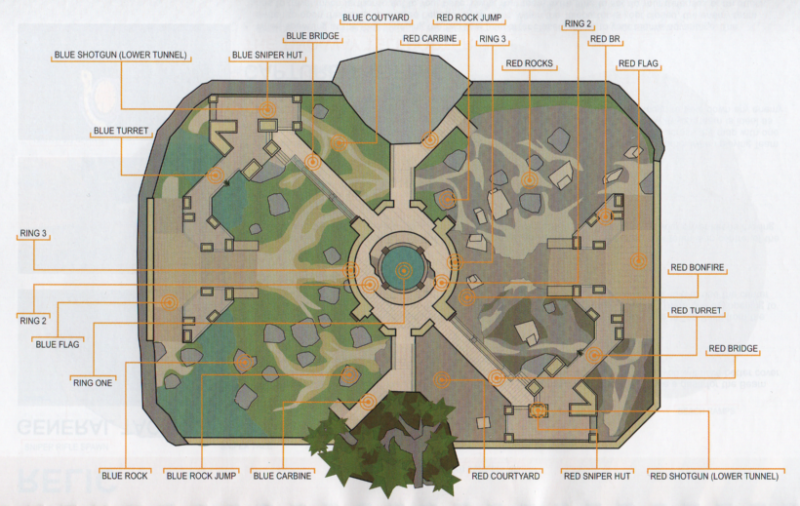 BLUE COUTYARD
RED ROCK JUMP
RING 2
BLUE BRIDGE
RED CARBINE
RING 3
RED BR
BLUE SHOTGUN (LOWER TUNNEL)
BLUE SNIPER HUT
RED ROCKS
RED FLAG
BLUE TURRET
RING 3
RED BONFIRE
RING 2
RED TURRET
BLUE FLAG
RED BRIDGE
RING ONE
BLUE ROCK
BLUE ROCK JUMP
BLUE CARBINE
RED COURTYARD
RED SNIPER HUT
RED SHOTGUN (LOWER TUNNEL)